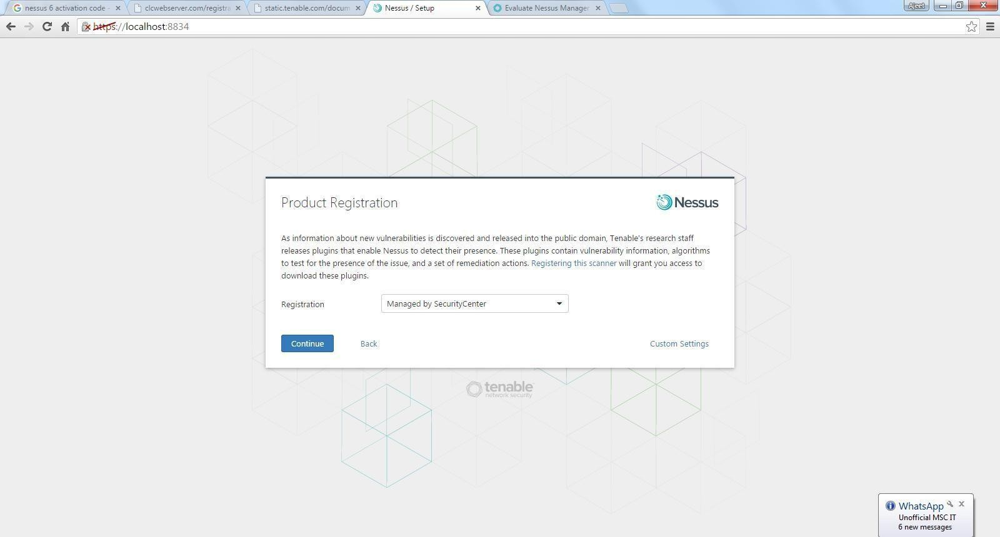 nessus 6 activation code -
clcwebserver.com/registra
static.tenable.com/docum
Nessus / Setup
Evaluate Nessus Manager
Ajeet
https://localhost:8834
Product Registration
Nessus
As information about new vulnerabilities is discovered and released into the public domain, Tenable's research staff
releases plugins that enable Nessus to detect their presence. These plugins contain vulnerability information, algorithms
to test for the presence of the issue, and a set of remediation actions. Registering this scanner will grant you access to
download these plugins.
Registration
Managed by SecurityCenter
Continue
Back
Custom Settings
tenable
network security
WhatsApp
Unofficial MSC IT
6 new messages